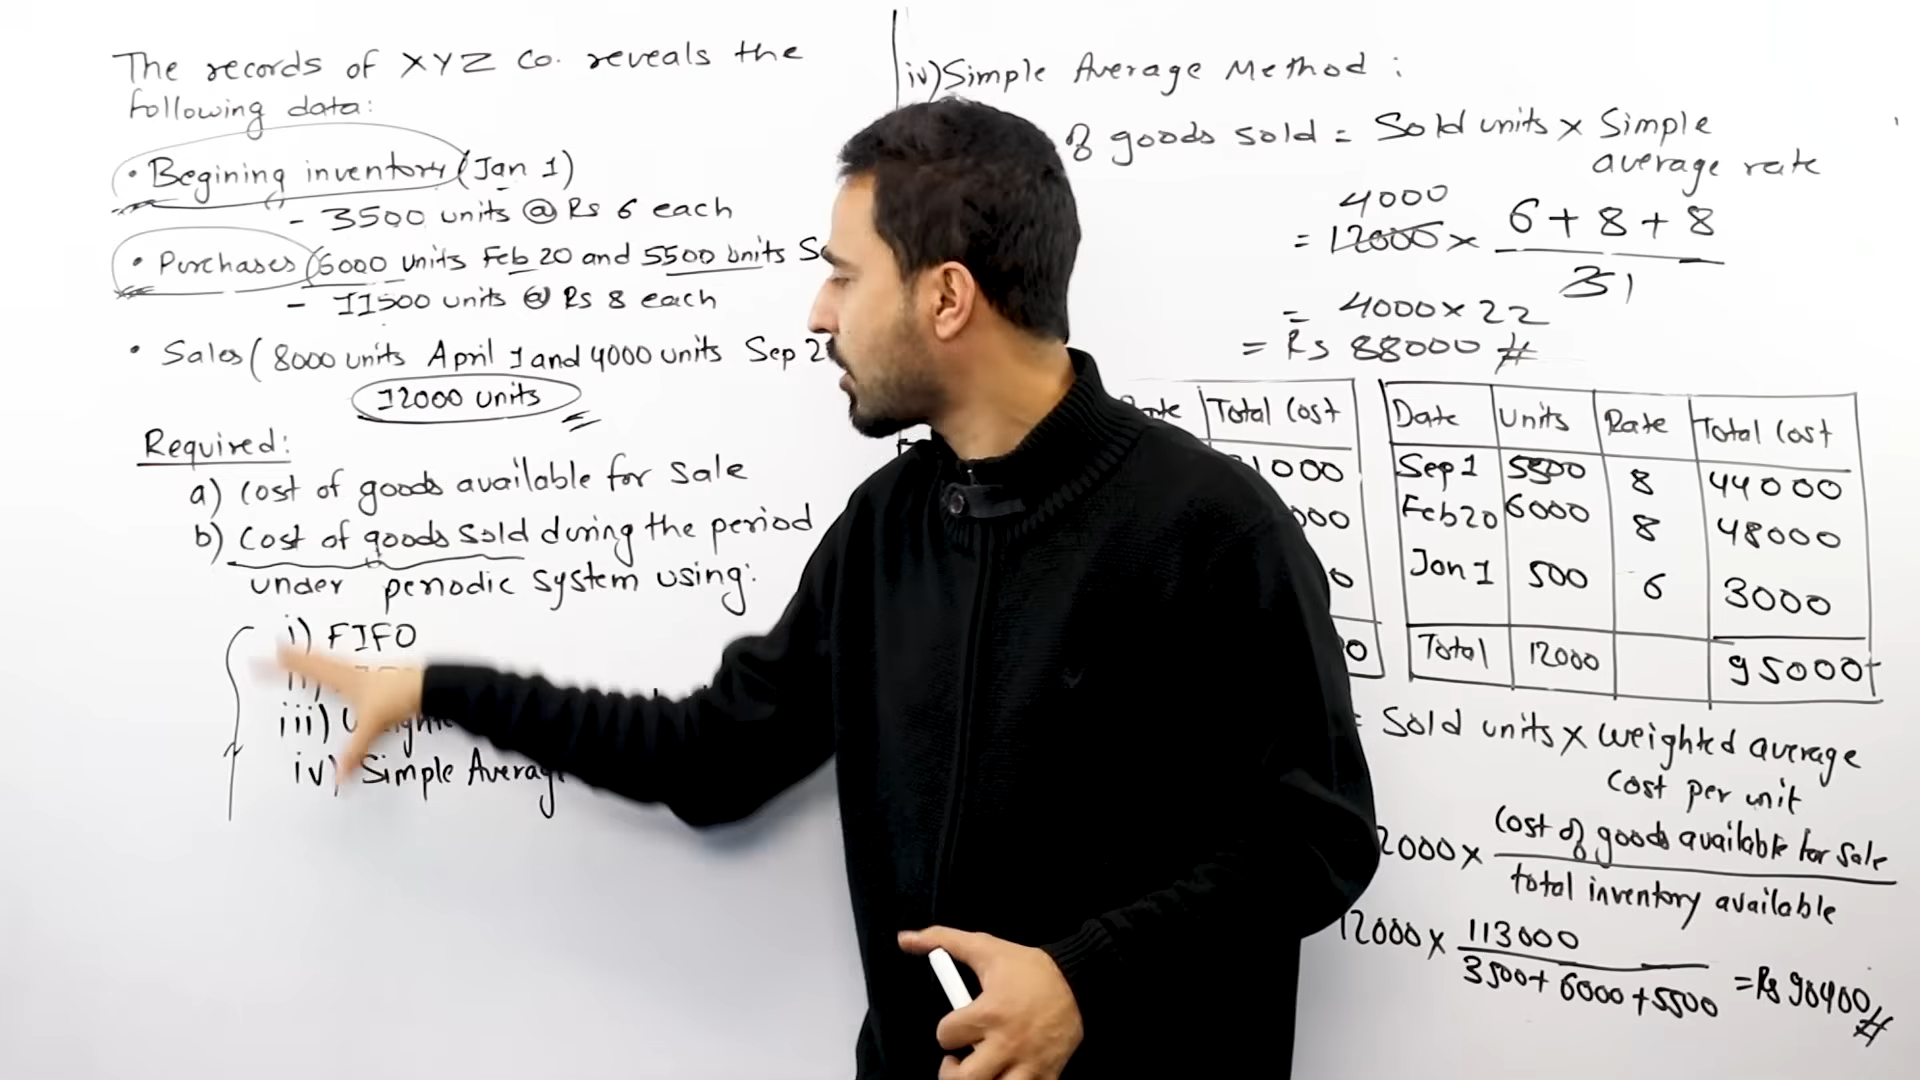 The records of XYZ Co. reveals the
following data:
• Begining inventory (Jan 1)
- 3500 units @ Rs 6 each
• Purchases (6000 units Feb 20 and 5500 units
- 11500 units @ Rs 8 each
• Sales (8000 units April 1 and 4000 units Sep
12000 units
Required:
a) Cost of goods available for sale
b) Cost of goods sold during the period
under periodic system using:
i) FIFO
ii)
iii)
iv) Simple Average
iv) Simple Average Method:
of goods sold = Sold units × Simple
average rate
4000
= 12000 × 6+8+8
3
= 4000 × 22
= Rs 88000 #
Total Cost
Date Units Rate Total Cost
Sep 1 5500 8 44000
Feb 20 6000 8 48000
Jan 1 500 6 3000
Total 12000 95000
= Sold units × weighted average
cost per unit
2000 × Cost of goods available for sale
total inventory available
12000 × 113000
3500+6000+5500
= Rs 90400 #